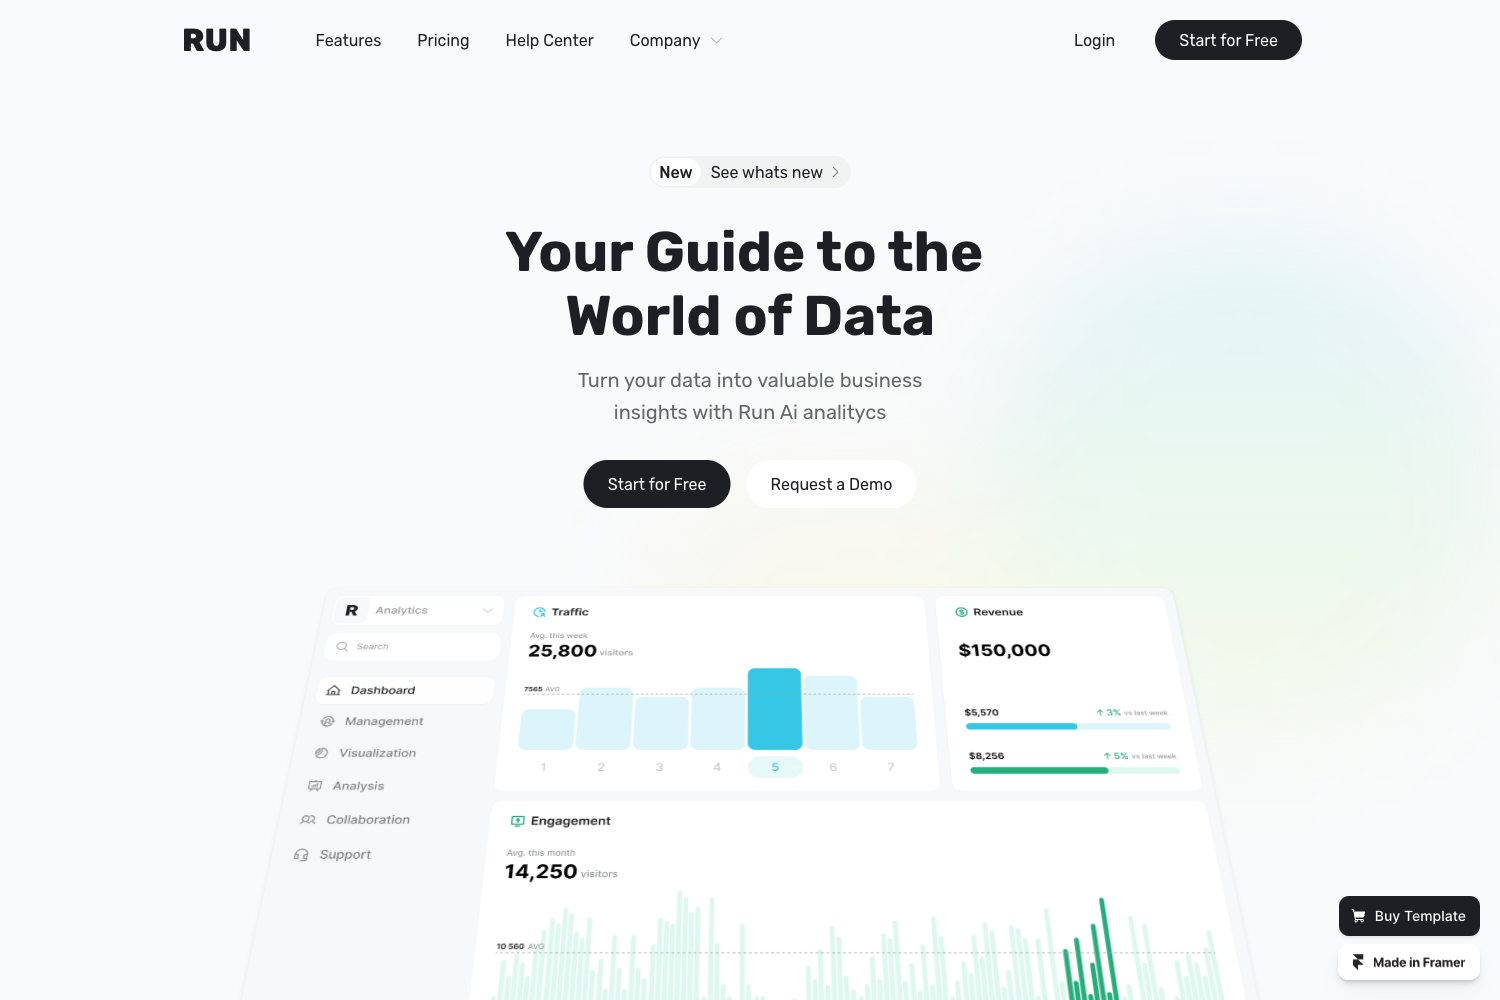 RUN
Features
Pricing
Help Center
Company
Login
Start for Free
New
See whats new
Your Guide to the
World of Data
Turn your data into valuable business
insights with Run Ai analitycs
Start for Free
Request a Demo
R
Analytics
Search
Dashboard
Management
Visualization
Analysis
Collaboration
Support
Traffic
Avg. this week
25,800 visitors
7565 AVG
1 2 3 4 5 6 7
Revenue
$150,000
$5,570
3% vs last week
$8,256
5% vs last week
Engagement
Avg. this month
14,250 visitors
10 560 AVG
Buy Template
Made in Framer